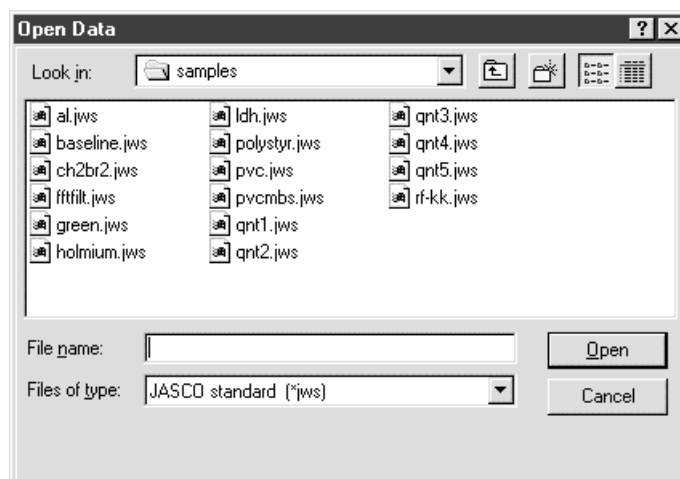 Open Data
Look in: samples
al.jws
baseline.jws
ch2br2.jws
fftfilt.jws
green.jws
holmium.jws
ldh.jws
polystyr.jws
pvc.jws
pvcmbs.jws
qnt1.jws
qnt2.jws
qnt3.jws
qnt4.jws
qnt5.jws
rf-kk.jws
File name:
Open
Files of type: JASCO standard (*jws)
Cancel